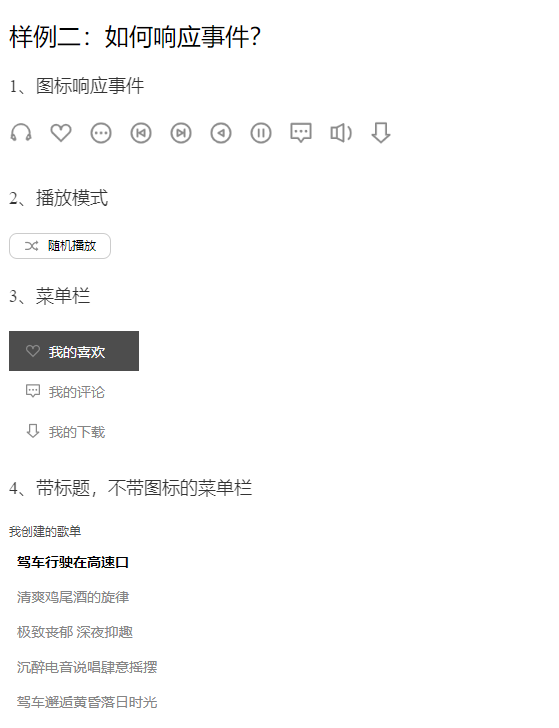 样例二：如何响应事件？
1、图标响应事件
2、播放模式
随机播放
3、菜单栏
我的喜欢
我的评论
我的下载
4、带标题，不带图标的菜单栏
我创建的歌单
驾车行驶在高速口
清爽鸡尾酒的旋律
极致丧郁 深夜抑趣
沉醉电音说唱肆意摇摆
驾车邂逅黄昏落日时光